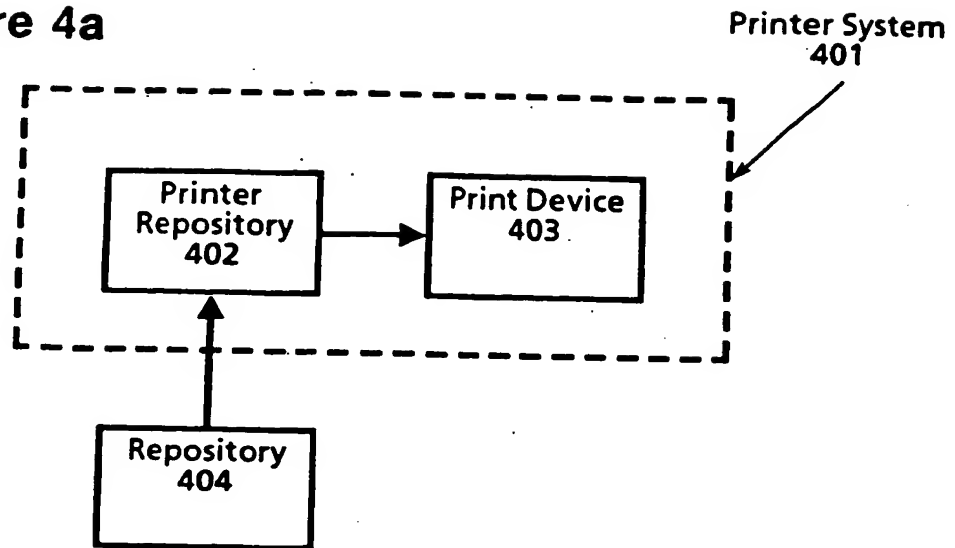 re 4a
Printer System
401
Printer
Repository
402
Print Device
403
Repository
404